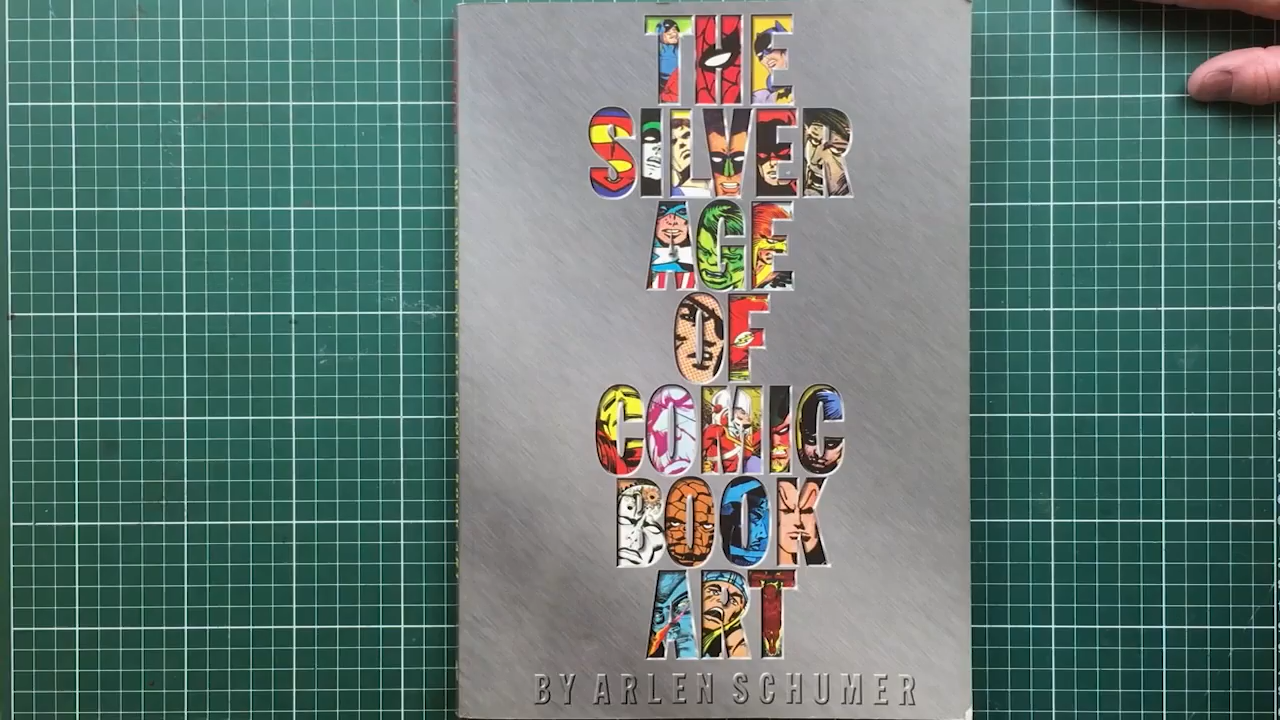 THE
SILVER
AGE
OF
COMIC
BOOK
ART
BY ARLEN SCHUMER